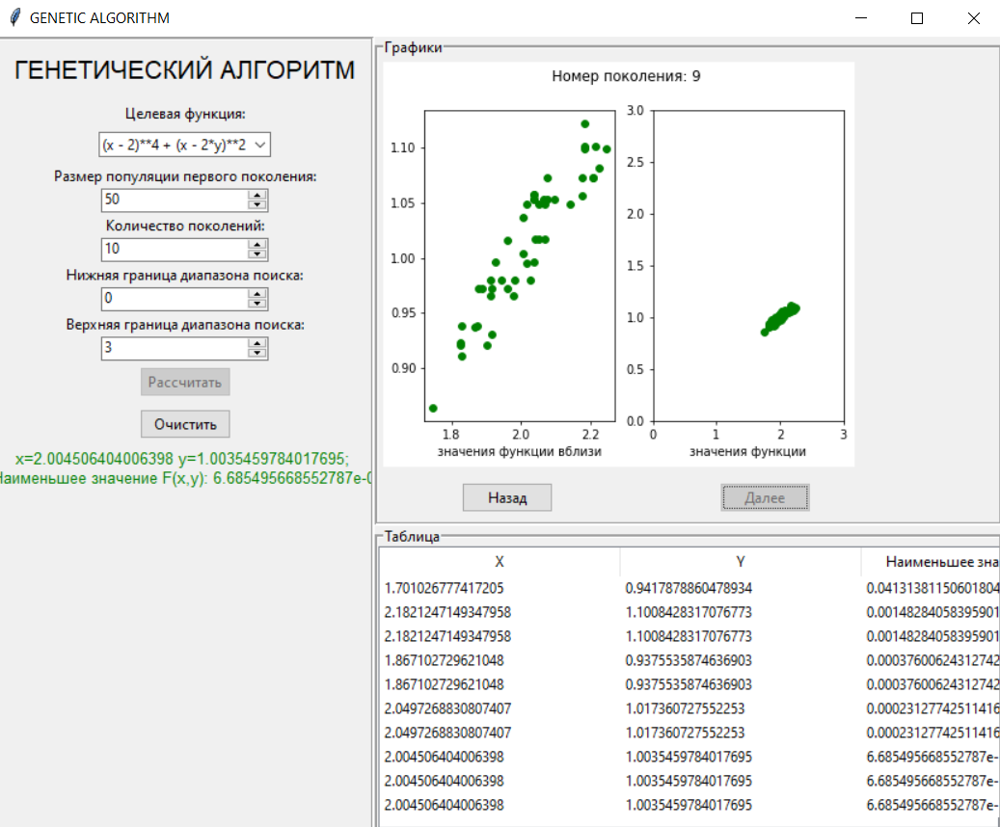 GENETIC ALGORITHM
ГЕНЕТИЧЕСКИЙ АЛГОРИТМ
Целевая функция:
(x - 2)**4 + (x - 2*y)**2
Размер популяции первого поколения:
50
Количество поколений:
10
Нижняя граница диапазона поиска:
0
Верхняя граница диапазона поиска:
3
Рассчитать
Очистить
x=2.004506404006398 y=1.0035459784017695;
Наименьшее значение F(x,y): 6.685495668552787e-0
Графики
Номер поколения: 9
1.10
1.05
1.00
0.95
0.90
1.8 2.0 2.2
значения функции вблизи
3.0
2.5
2.0
1.5
1.0
0.5
0.0
0 1 2 3
значения функции
Назад
Далее
Таблица
X Y Наименьшее зна
1.701026777417205 0.9417878860478934 0.04131381150601804
2.1821247149347958 1.1008428317076773 0.00148284058395901
2.1821247149347958 1.1008428317076773 0.00148284058395901
1.867102729621048 0.9375535874636903 0.00037600624312742
1.867102729621048 0.9375535874636903 0.00037600624312742
2.0497268830807407 1.017360727552253 0.00023127742511416
2.0497268830807407 1.017360727552253 0.00023127742511416
2.004506404006398 1.0035459784017695 6.685495668552787e-
2.004506404006398 1.0035459784017695 6.685495668552787e-
2.004506404006398 1.0035459784017695 6.685495668552787e-